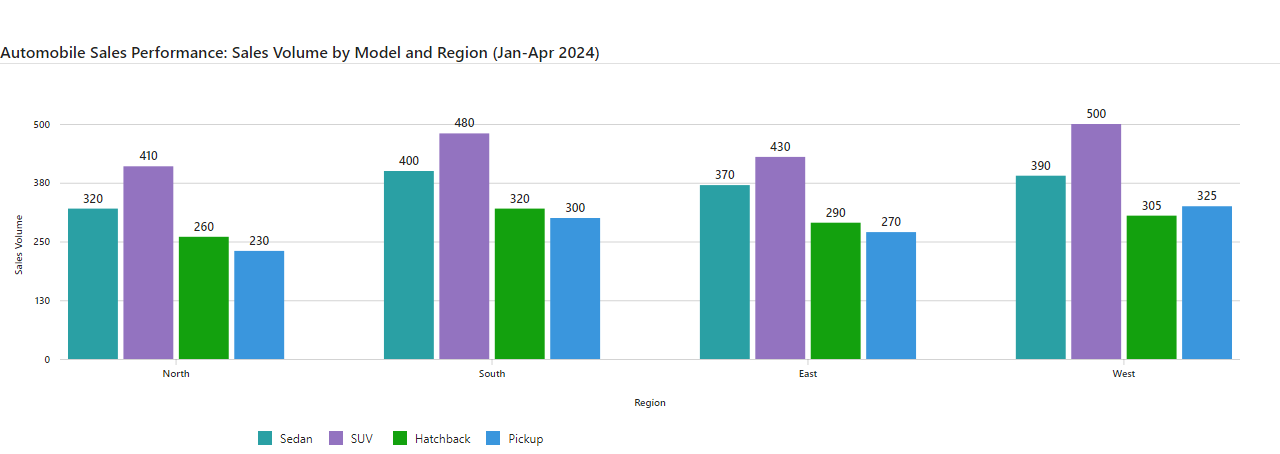 Automobile Sales Performance: Sales Volume by Model and Region (Jan-Apr 2024)
Sales Volume
500
380
250
130
0
320
410
260
230
400
480
320
300
370
430
290
270
390
500
305
325
North
South
East
West
Region
Sedan
SUV
Hatchback
Pickup